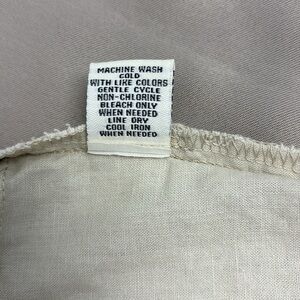 MACHINE WASH
COLD
WITH LIKE COLORS
GENTLE CYCLE
NON-CHLORINE
BLEACH ONLY
WHEN NEEDED
LINE DRY
COOL IRON
WHEN NEEDED